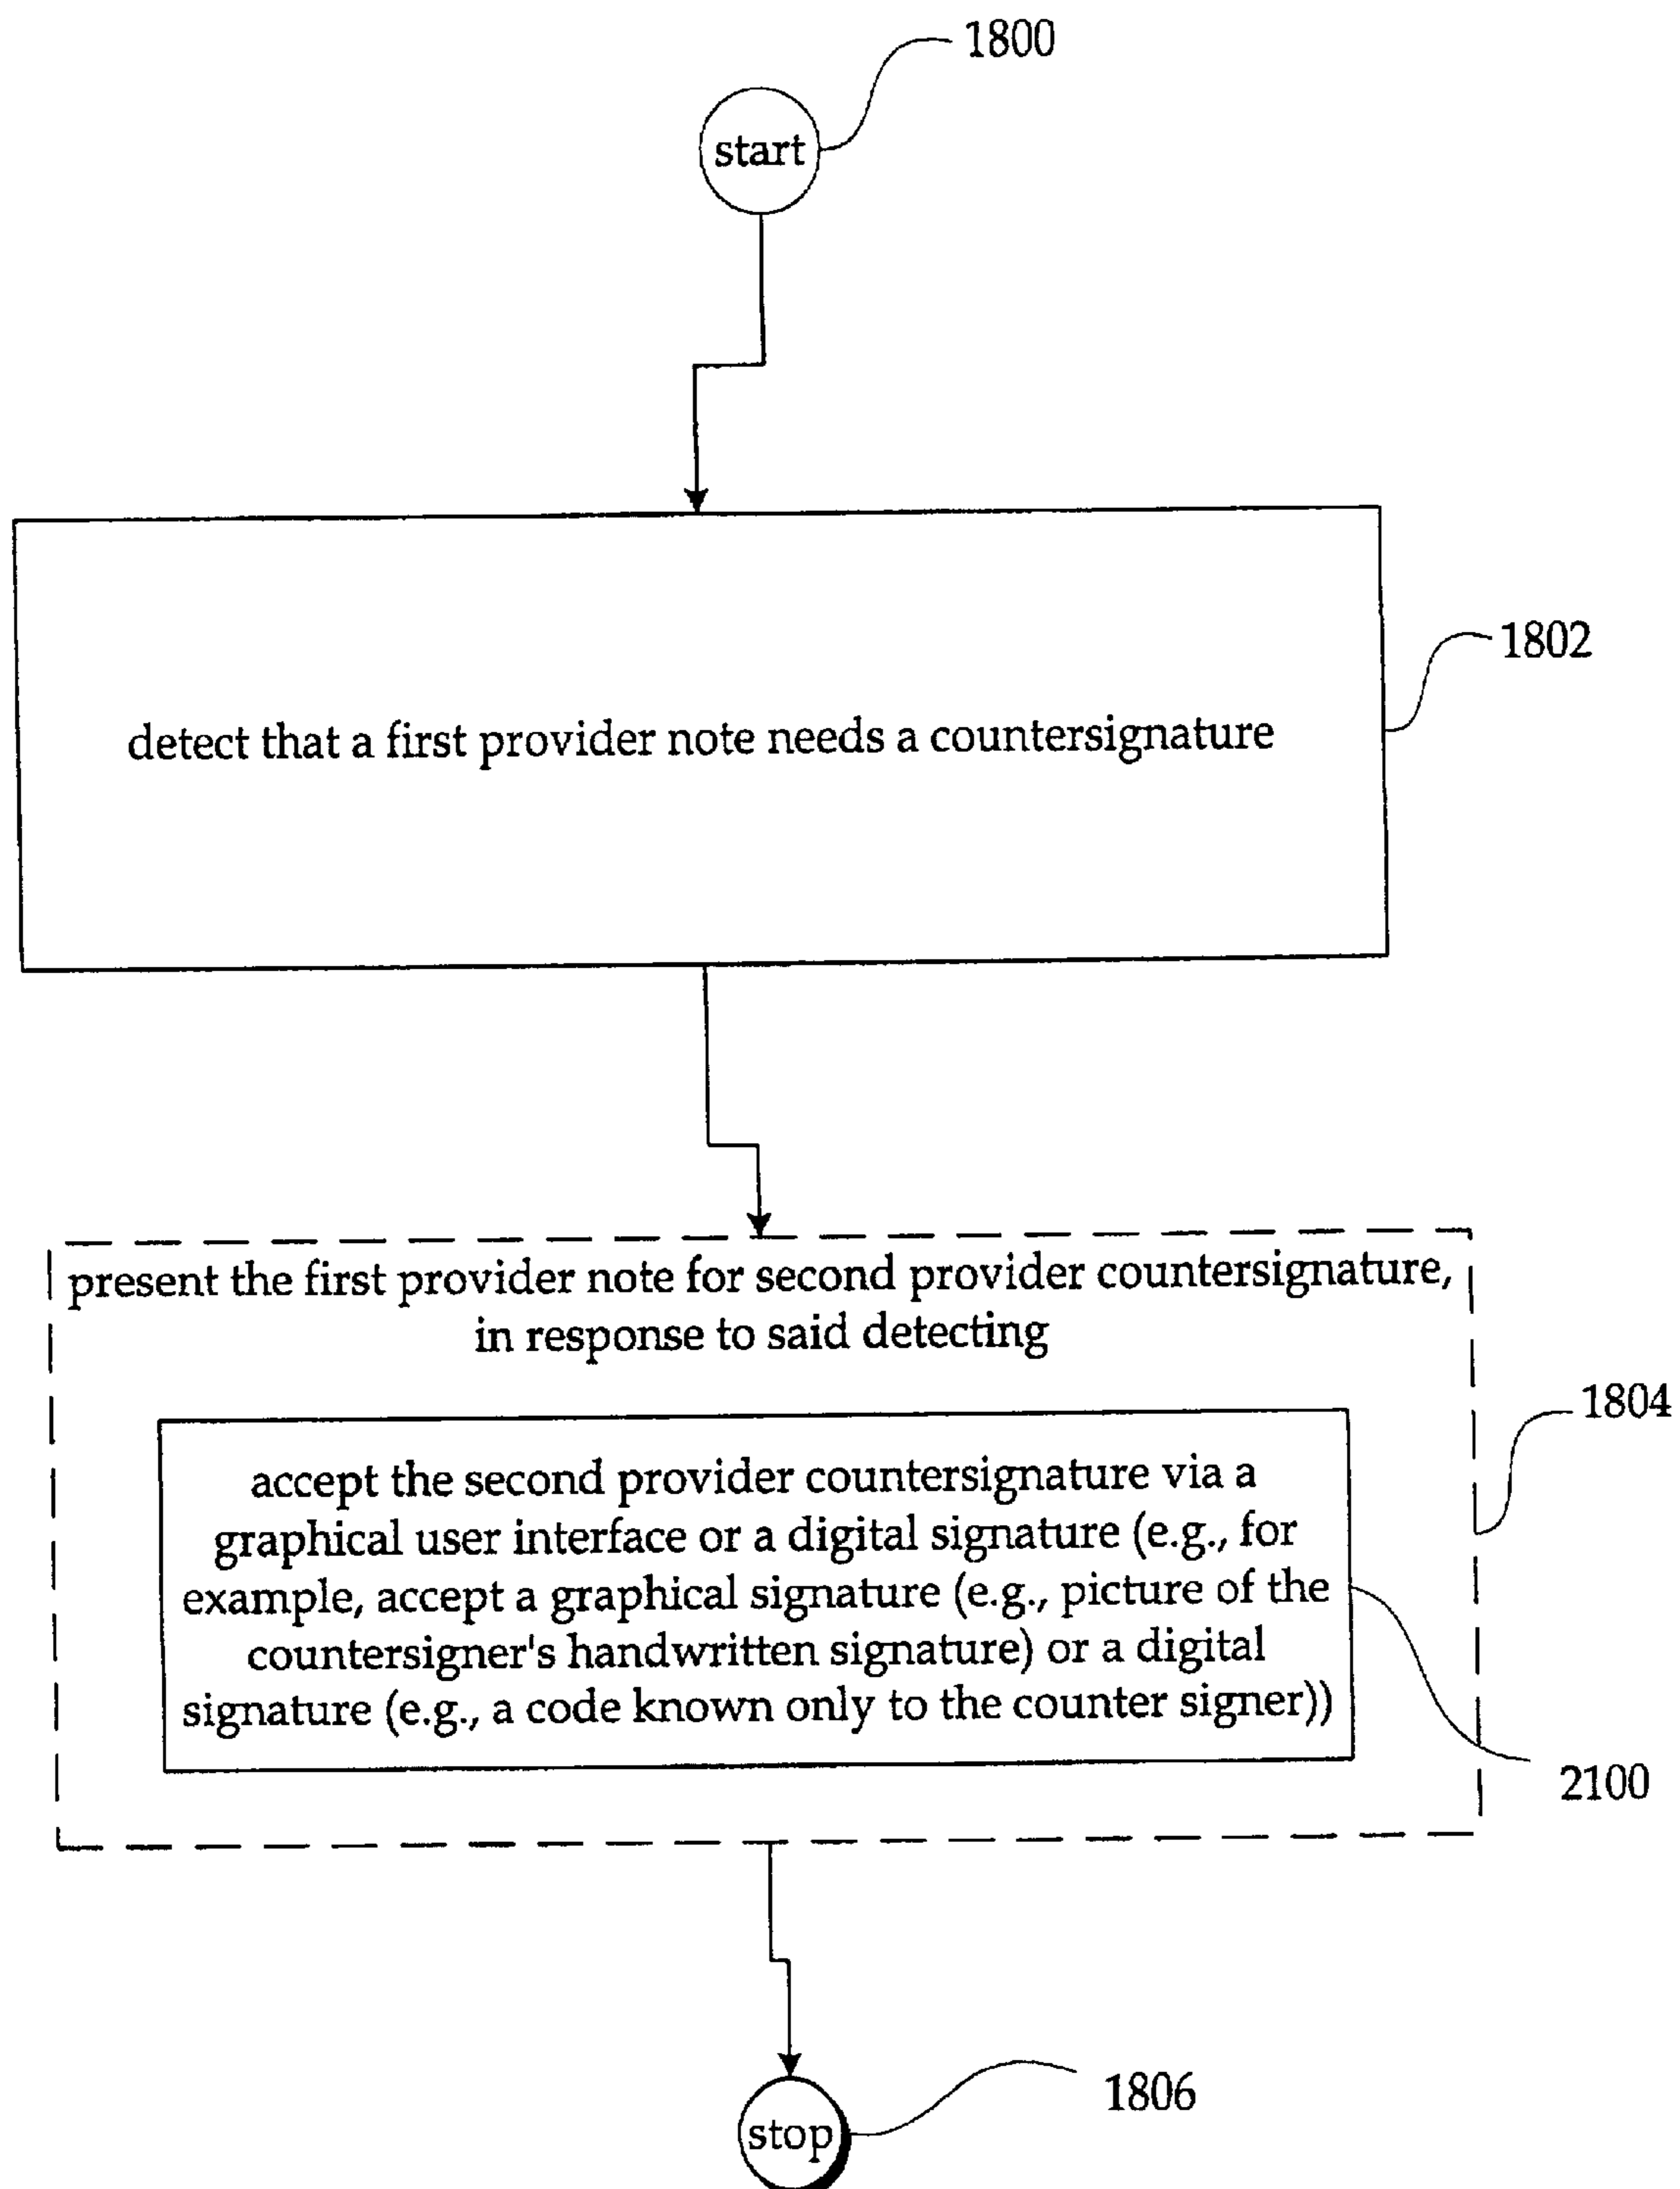 1800
start
1802
detect that a first provider note needs a countersignature
present the first provider note for second provider countersignature,
in response to said detecting
1804
accept the second provider countersignature via a
graphical user interface or a digital signature (e.g., for
example, accept a graphical signature (e.g., picture of the
countersigner's handwritten signature) or a digital
signature (e.g., a code known only to the counter signer))
2100
1806
stop